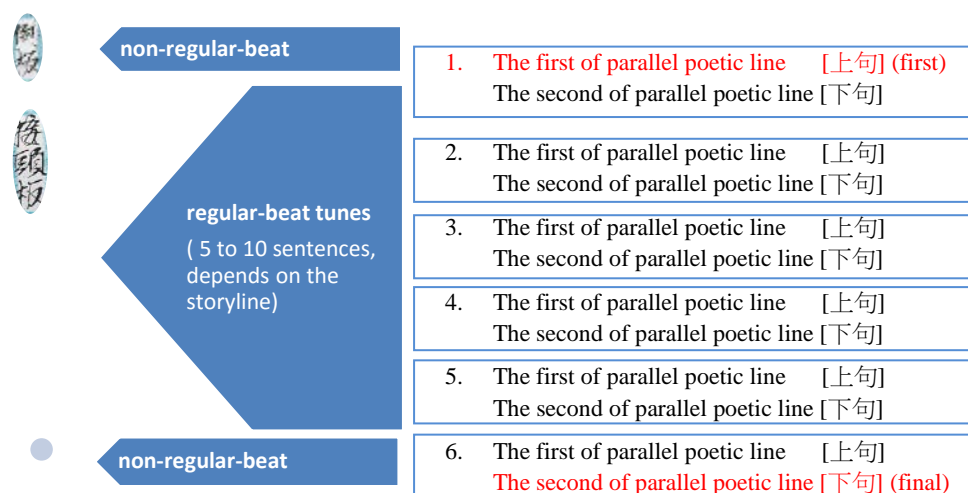 倒板
non-regular-beat
1. The first of parallel poetic line [上句] (first)
The second of parallel poetic line [下句]
接頭板
2. The first of parallel poetic line [上句]
The second of parallel poetic line [下句]
regular-beat tunes
( 5 to 10 sentences,
depends on the
storyline)
3. The first of parallel poetic line [上句]
The second of parallel poetic line [下句]
4. The first of parallel poetic line [上句]
The second of parallel poetic line [下句]
5. The first of parallel poetic line [上句]
The second of parallel poetic line [下句]
non-regular-beat
6. The first of parallel poetic line [上句]
The second of parallel poetic line [下句] (final)